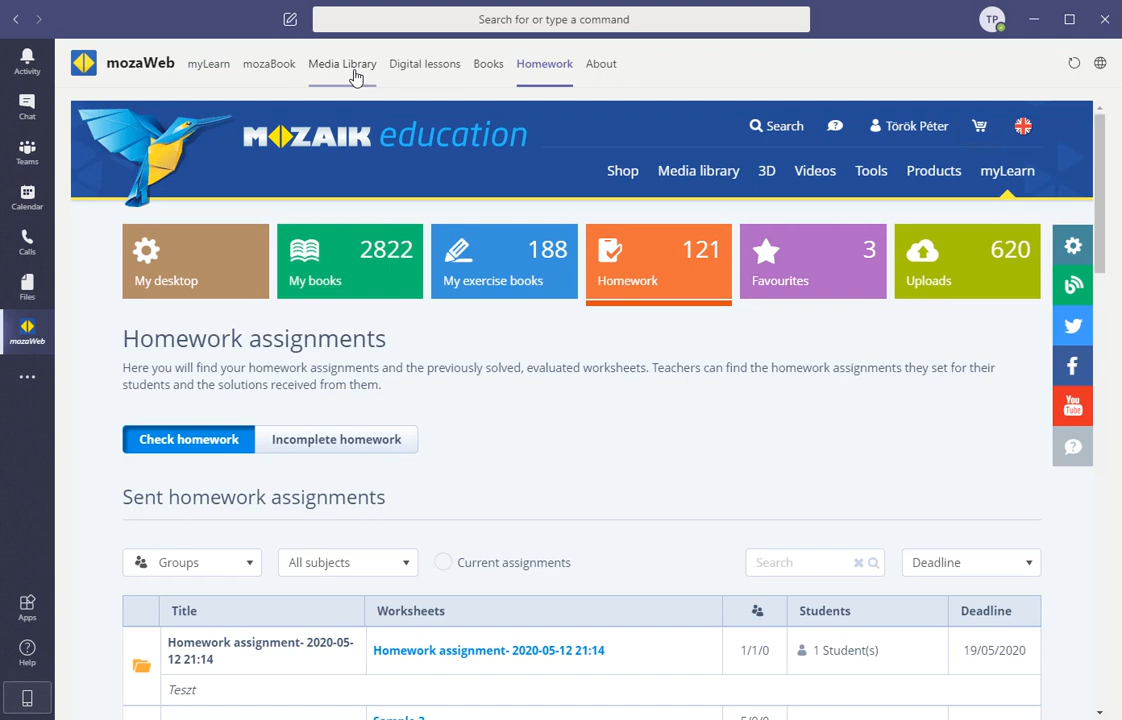 Search for or type a command
TP
mozaWeb myLearn mozaBook Media Library Digital lessons Books Homework About
Activity
Chat
Teams
Calendar
Calls
Files
mozaWeb
Apps
Help
MOZAIK education
Search
Török Péter
Shop Media library 3D Videos Tools Products myLearn
My desktop
2822
My books
188
My exercise books
121
Homework
3
Favourites
620
Uploads
You
Tube
Homework assignments
Here you will find your homework assignments and the previously solved, evaluated worksheets. Teachers can find the homework assignments they set for their
students and the solutions received from them.
Check homework Incomplete homework
Sent homework assignments
Groups All subjects Current assignments Search Deadline
Title Worksheets Students Deadline
Homework assignment- 2020-05-
12 21:14
Homework assignment- 2020-05-12 21:14 1/1/0 1 Student(s) 19/05/2020
Teszt